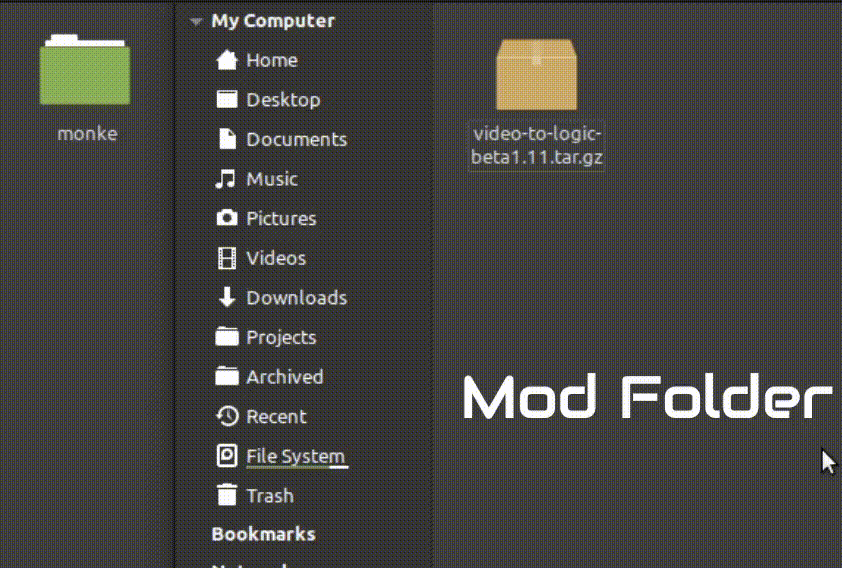 monke
My Computer
Home
Desktop
Documents
Music
Pictures
Videos
Downloads
Projects
Archived
Recent
File System
Trash
Bookmarks
video-to-logic-
beta1.11.tar.gz
Mod Folder